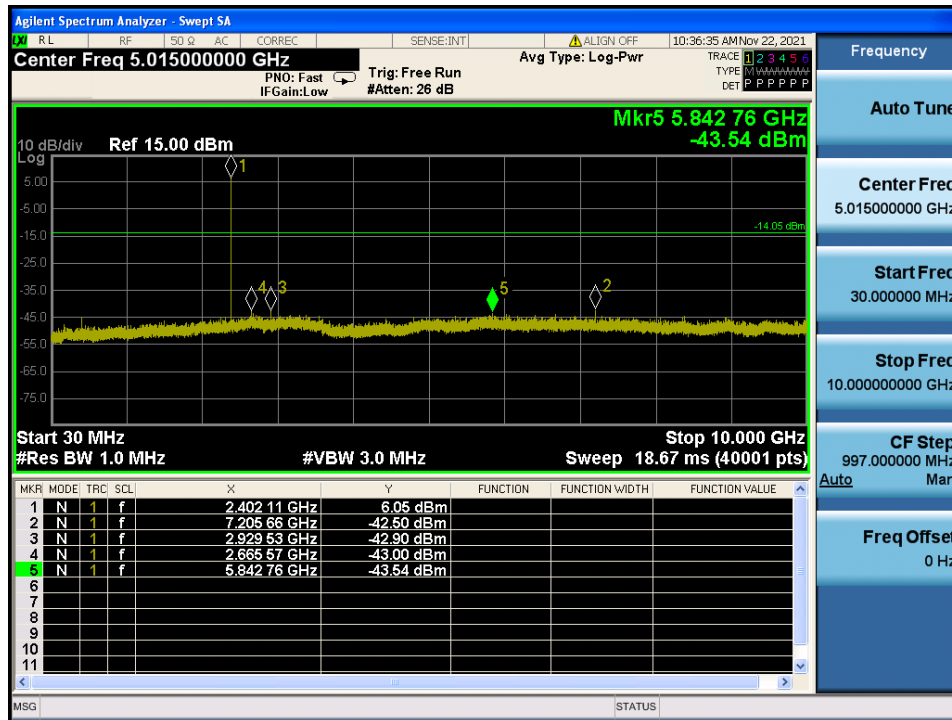 Agilent Spectrum Analyzer - Swept SA
LXI RL RF 50 Ω AC CORREC SENSE:INT ALIGN OFF 10:36:35 AM Nov 22, 2021
Center Freq 5.015000000 GHz
PNO: Fast
IFGain:Low
Trig: Free Run
#Atten: 26 dB
Avg Type: Log-Pwr
TRACE 1 2 3 4 5 6
TYPE M W W W W W
DET P P P P P P
Mkr5 5.842 76 GHz
-43.54 dBm
10 dB/div Ref 15.00 dBm
Log
5.00
-5.00
-15.0
-25.0
-35.0
-45.0
-55.0
-65.0
-75.0
1
-14.05 dBm
4 3 5 2
Start 30 MHz Stop 10.000 GHz
#Res BW 1.0 MHz #VBW 3.0 MHz Sweep 18.67 ms (40001 pts)
MKR MODE TRC SCL X Y FUNCTION FUNCTION WIDTH FUNCTION VALUE
1 N 1 f 2.402 11 GHz 6.05 dBm
2 N 1 f 7.205 66 GHz -42.50 dBm
3 N 1 f 2.929 53 GHz -42.90 dBm
4 N 1 f 2.665 57 GHz -43.00 dBm
5 N 1 f 5.842 76 GHz -43.54 dBm
6
7
8
9
10
11
MSG STATUS
Frequency
Auto Tune
Center Freq
5.015000000 GHz
Start Freq
30.000000 MHz
Stop Freq
10.000000000 GHz
CF Step
997.000000 MHz
Auto Man
Freq Offset
0 Hz